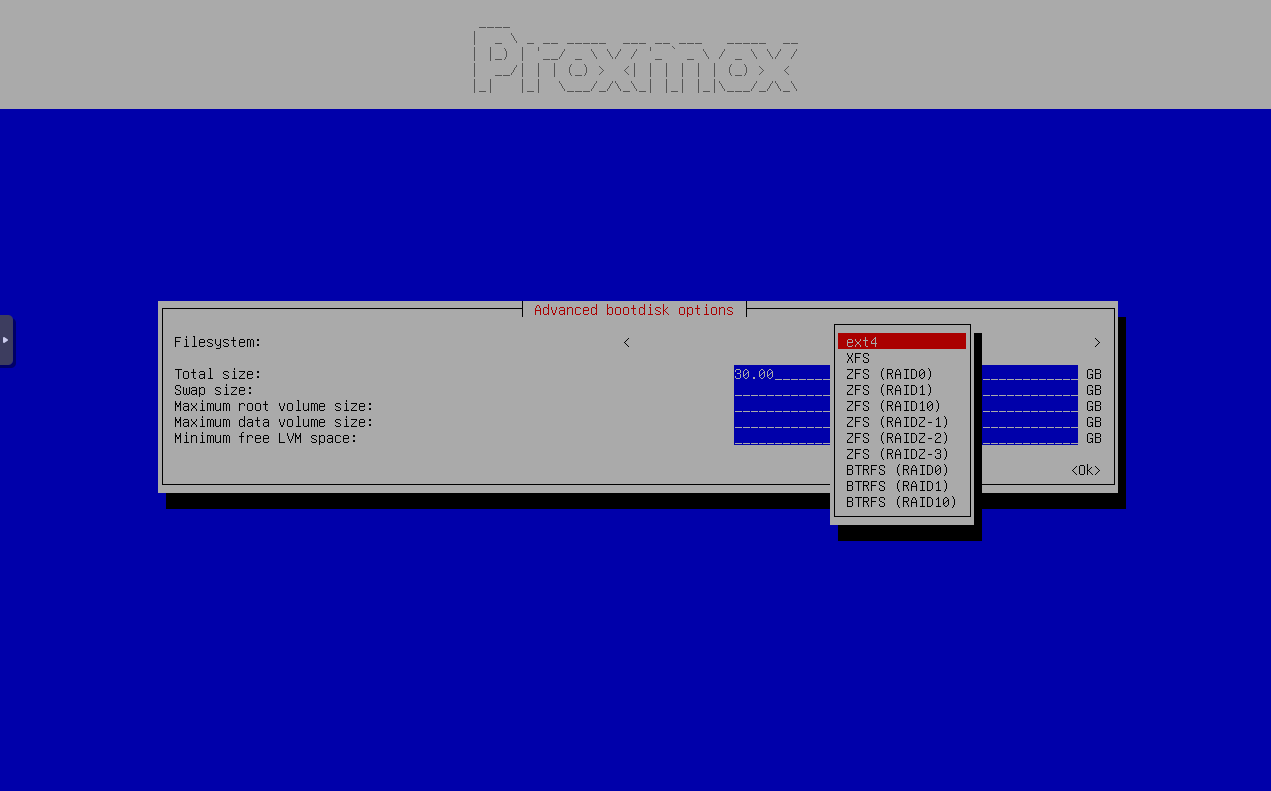 Proxmox
Advanced bootdisk options
Filesystem: < >
Total size: 30.00 GB
Swap size: GB
Maximum root volume size: GB
Maximum data volume size: GB
Minimum free LVM space: GB
<Ok>
ext4
XFS
ZFS (RAID0)
ZFS (RAID1)
ZFS (RAID10)
ZFS (RAIDZ-1)
ZFS (RAIDZ-2)
ZFS (RAIDZ-3)
BTRFS (RAID0)
BTRFS (RAID1)
BTRFS (RAID10)